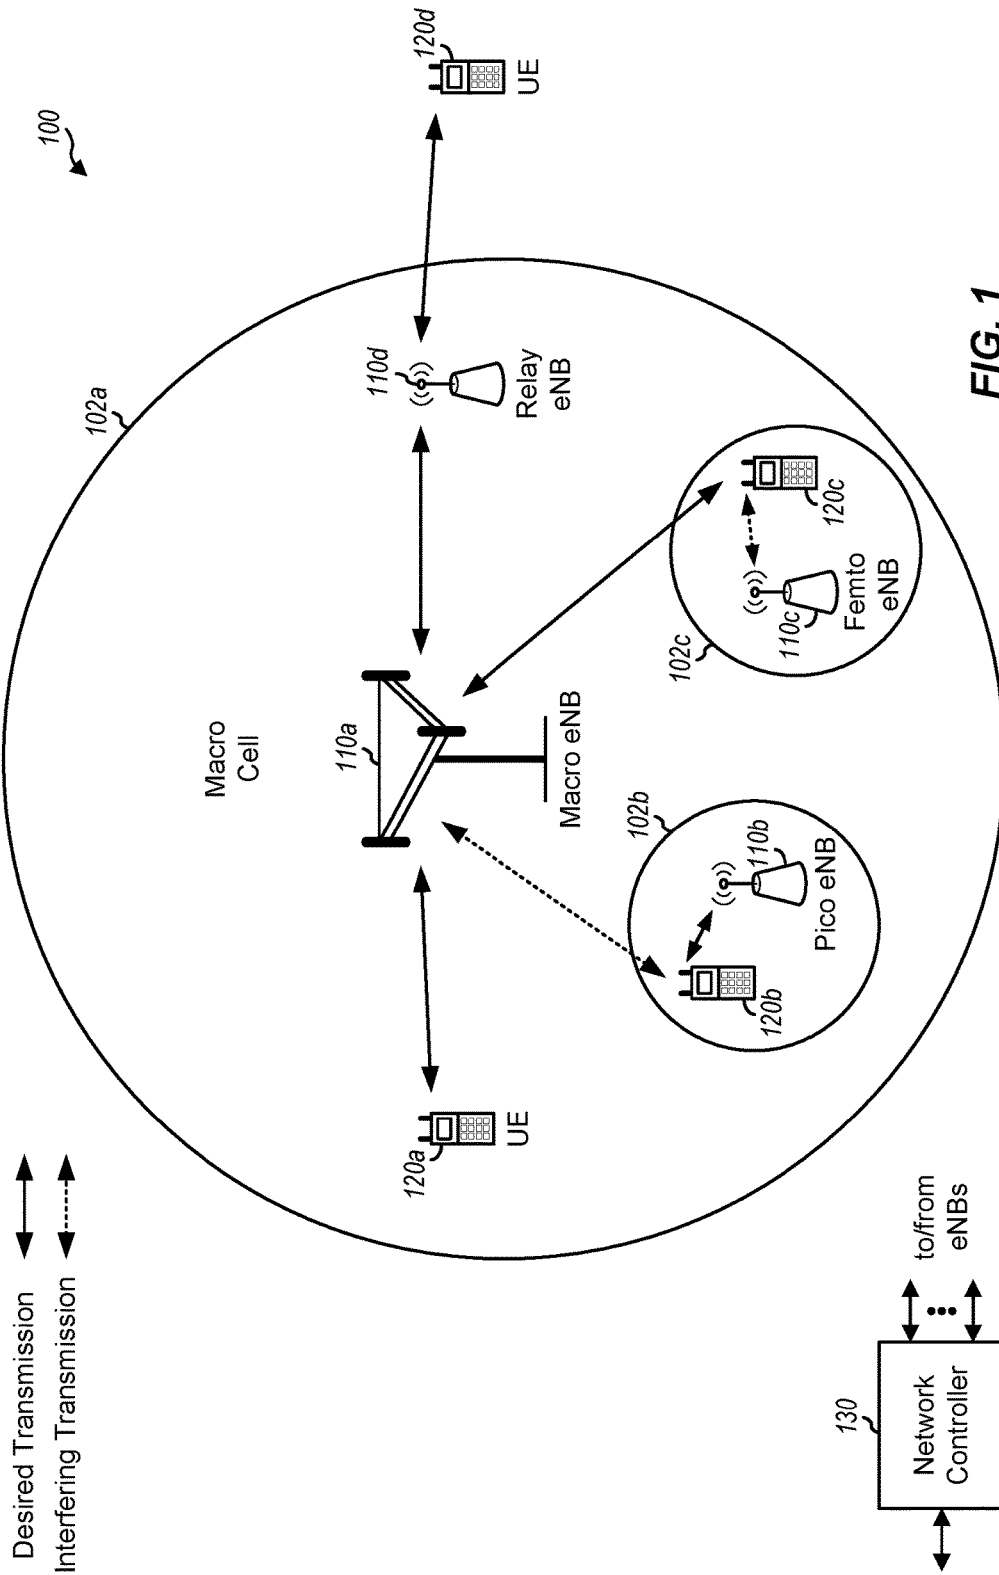 Desired Transmission
Interfering Transmission
100
102a
Macro
Cell
110a
Macro eNB
120a
UE
110d
Relay
eNB
120d
UE
102b
110b
Pico eNB
120b
102c
110c
Femto
eNB
120c
130
Network
Controller
to/from
eNBs
FIG. 1